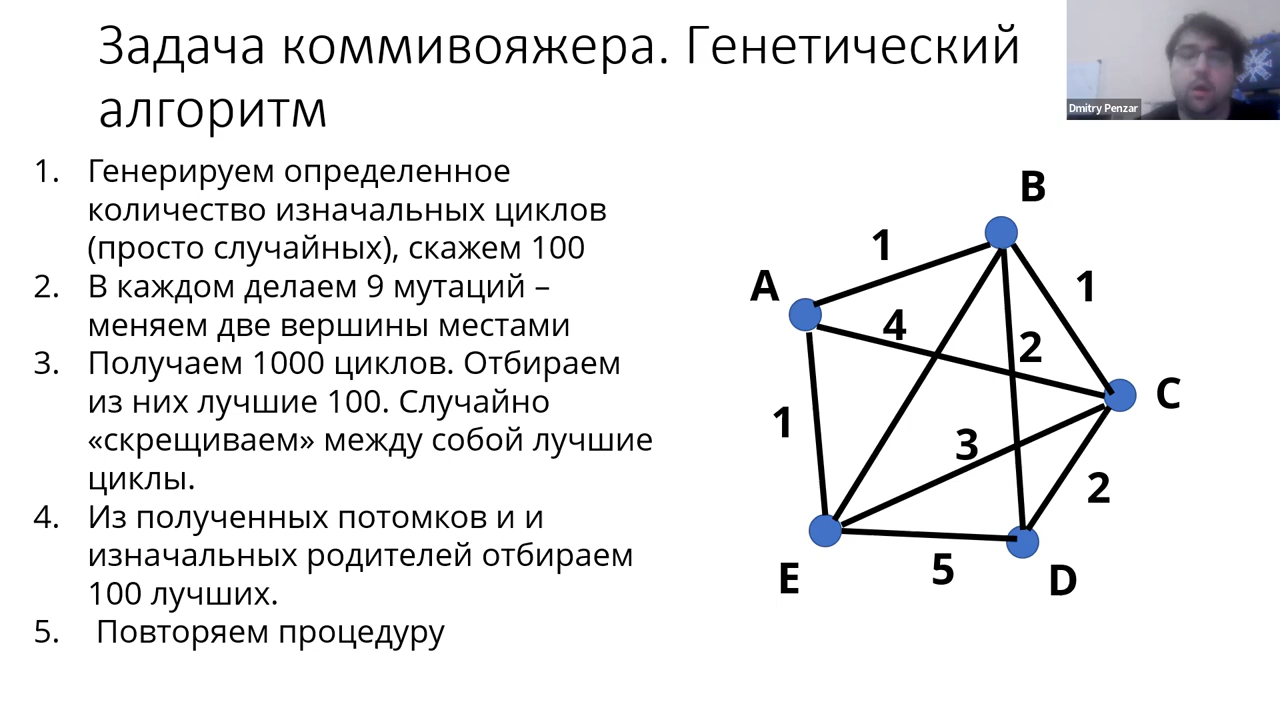 Задача коммивояжера. Генетический
алгоритм
Dmitry Penzar
1. Генерируем определенное
количество изначальных циклов
(просто случайных), скажем 100
2. В каждом делаем 9 мутаций –
меняем две вершины местами
3. Получаем 1000 циклов. Отбираем
из них лучшие 100. Случайно
«скрещиваем» между собой лучшие
циклы.
4. Из полученных потомков и и
изначальных родителей отбираем
100 лучших.
5. Повторяем процедуру
B
1
A
1
4
2
C
1
3
2
5
E
D